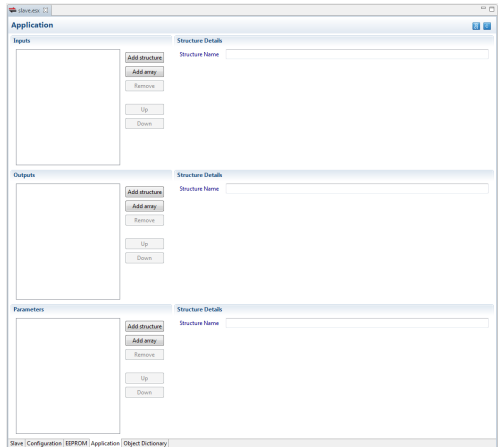 slave.esx
Application
Inputs
Structure Details
Add structure
Structure Name
Add array
Remove
Up
Down
Outputs
Structure Details
Add structure
Structure Name
Add array
Remove
Up
Down
Parameters
Structure Details
Add structure
Structure Name
Add array
Remove
Up
Down
Slave Configuration EEPROM Application Object Dictionary